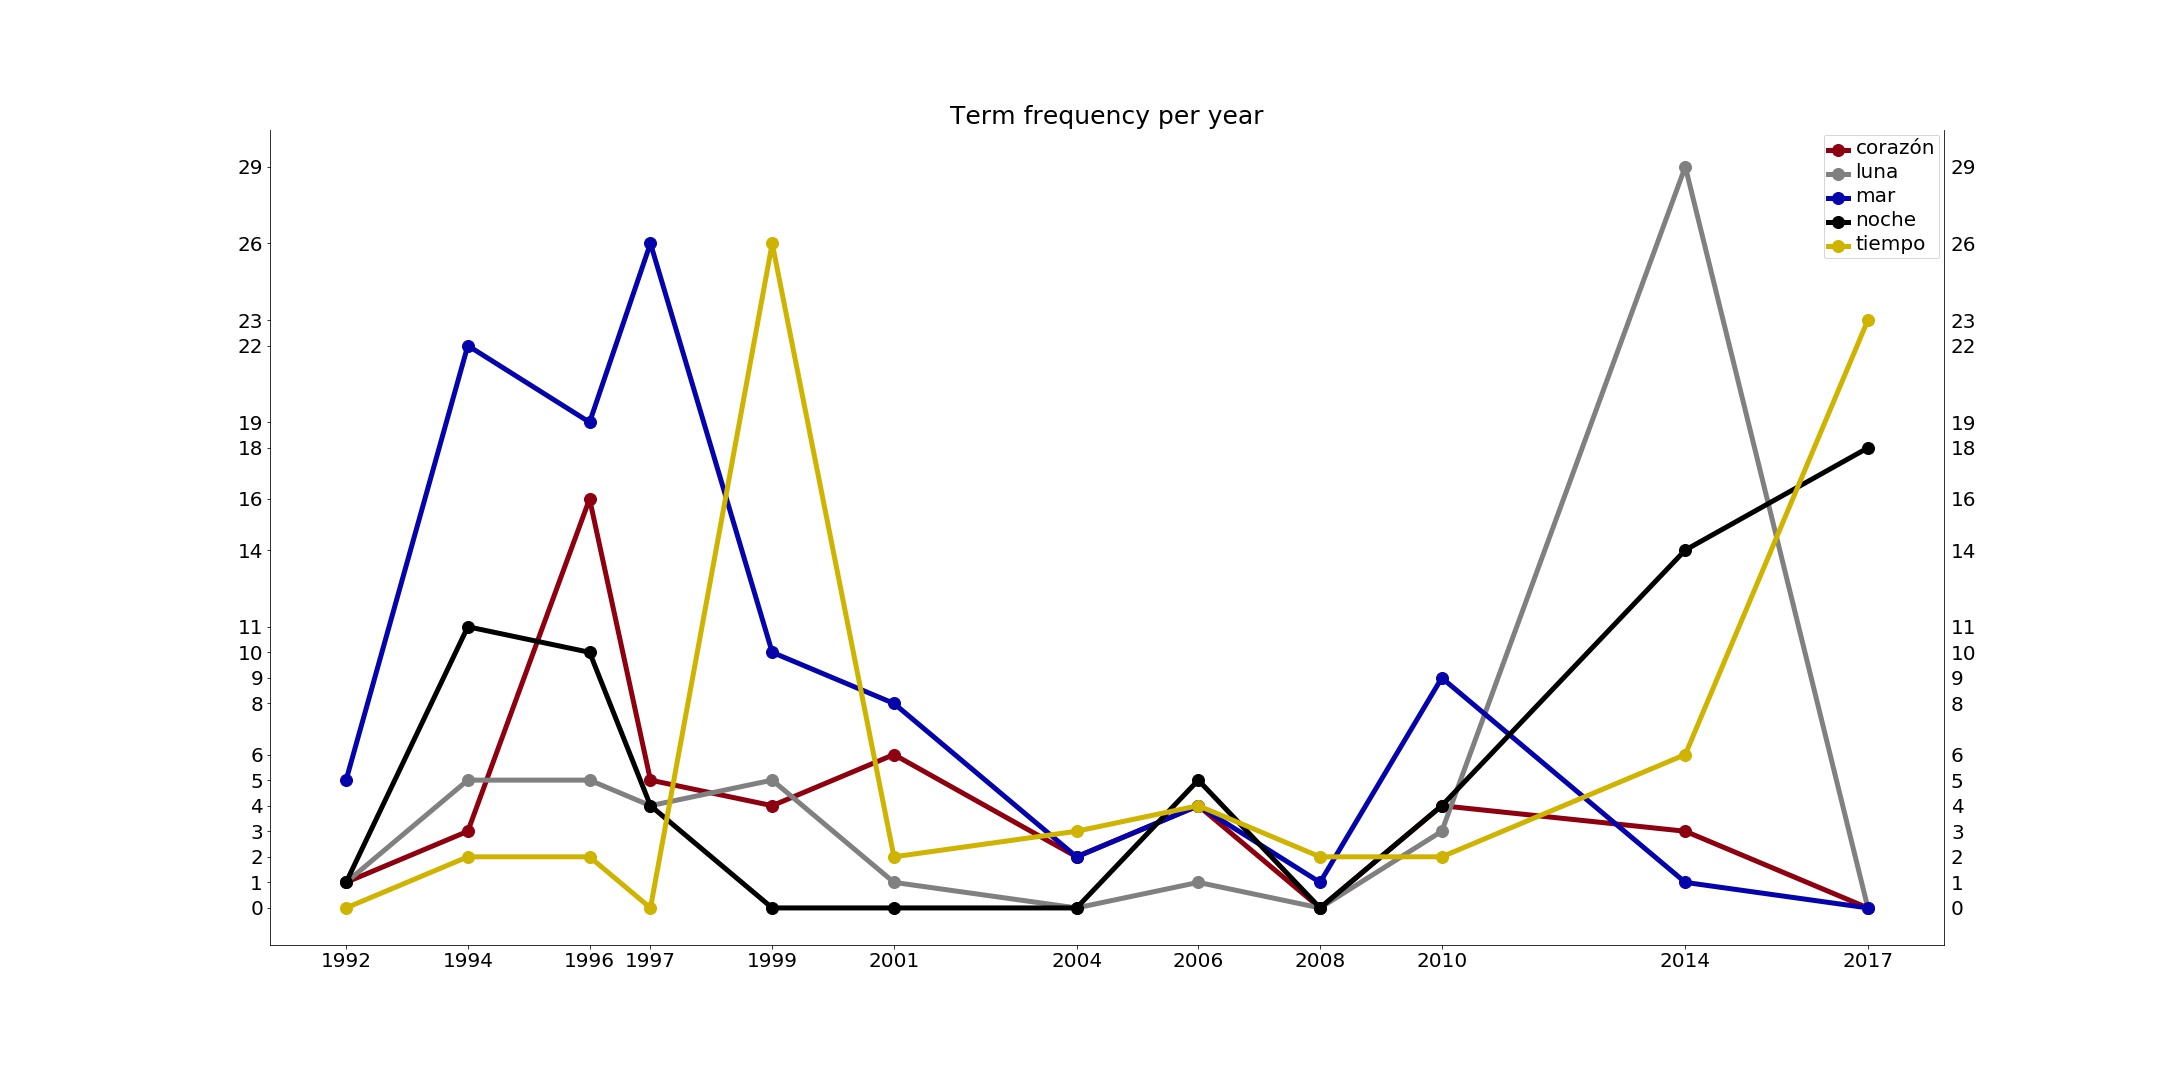 Term frequency per year
corazón
luna
mar
noche
tiempo
29 29
26 26
23 23
22 22
19 19
18 18
16 16
14 14
11 11
10 10
9 9
8 8
6 6
5 5
4 4
3 3
2 2
1 1
0 0
1992 1994 1996 1997 1999 2001 2004 2006 2008 2010 2014 2017